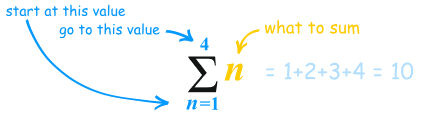 start at this value
go to this value
what to sum
4
∑ n = 1+2+3+4 = 10
n=1